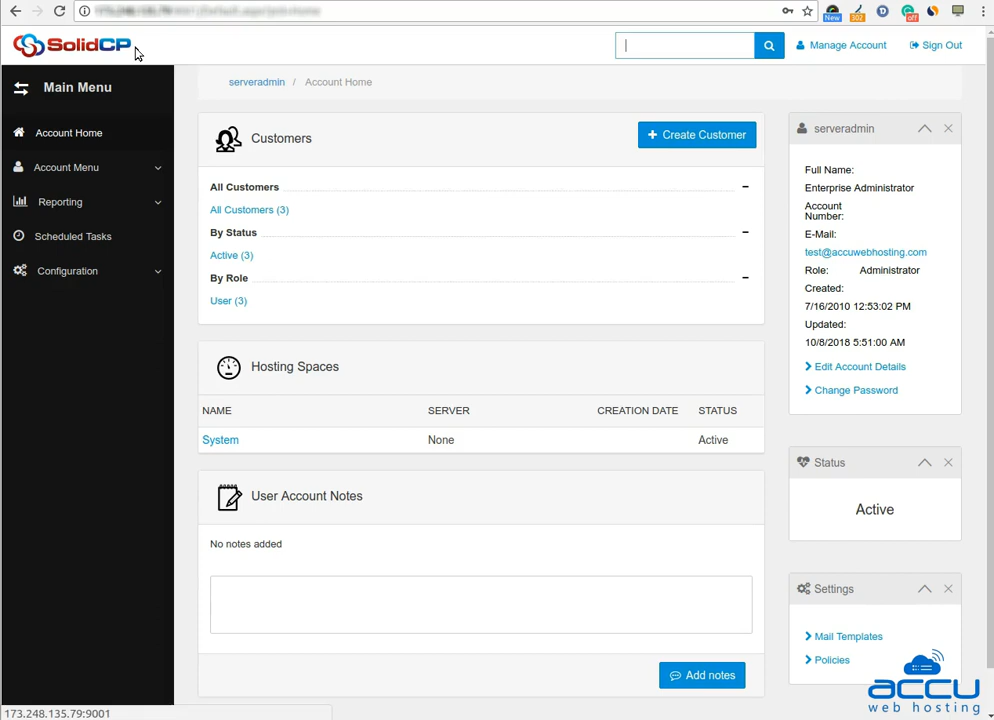 New
302
off
SolidCP
Manage Account
Sign Out
Main Menu
serveradmin / Account Home
Account Home
Account Menu
Reporting
Scheduled Tasks
Configuration
Customers
Create Customer
All Customers
All Customers (3)
By Status
Active (3)
By Role
User (3)
Hosting Spaces
NAME SERVER CREATION DATE STATUS
System None Active
User Account Notes
No notes added
Add notes
serveradmin
Full Name:
Enterprise Administrator
Account
Number:
E-Mail:
test@accuwebhosting.com
Role: Administrator
Created:
7/16/2010 12:53:02 PM
Updated:
10/8/2018 5:51:00 AM
Edit Account Details
Change Password
Status
Active
Settings
Mail Templates
Policies
ACCU
web hosting
173.248.135.79:9001